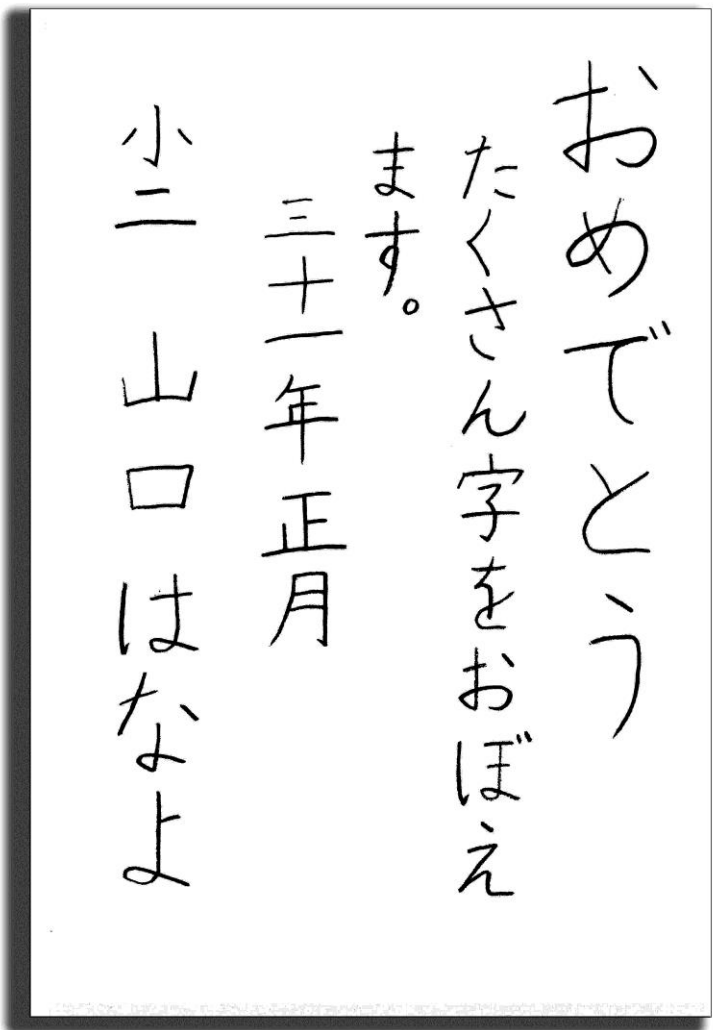 おめでとう
たくさん字をおぼえ
ます。
三十一年正月
小二 山口はなよ